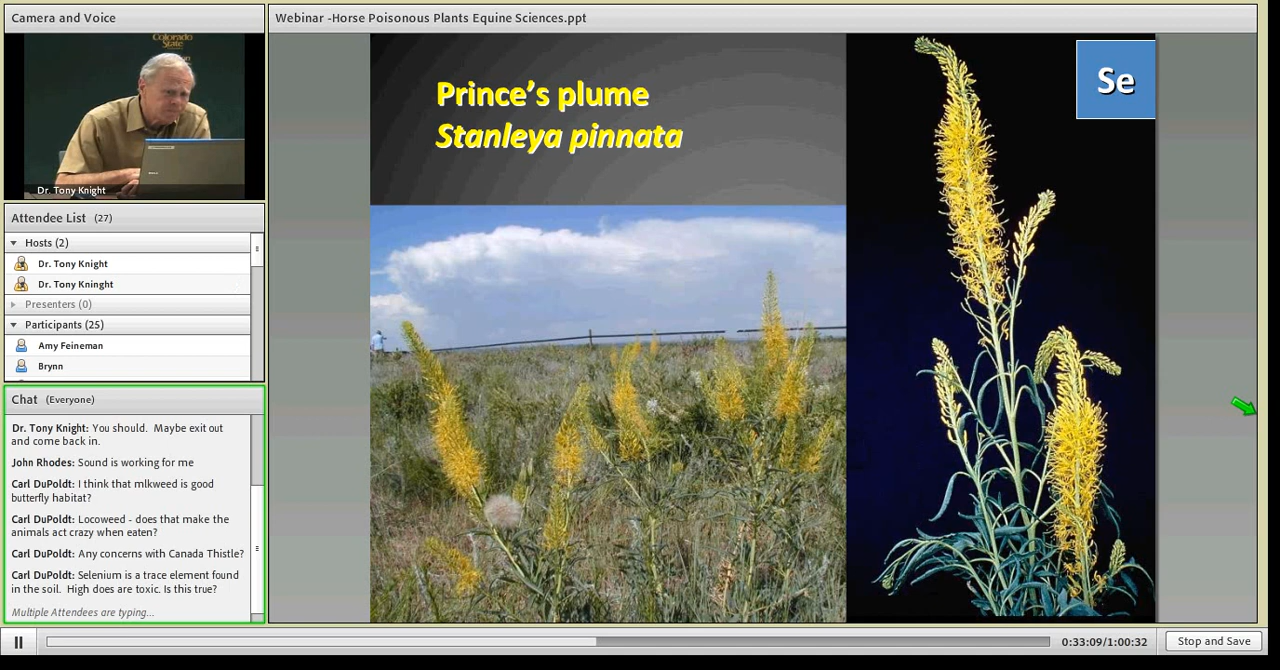 Camera and Voice
Webinar -Horse Poisonous Plants Equine Sciences.ppt
Colorado
State
Dr. Tony Knight
Attendee List (27)
Hosts (2)
Dr. Tony Knight
Dr. Tony Kninght
Presenters (0)
Participants (25)
Amy Feineman
Brynn
Chat (Everyone)
Dr. Tony Knight: You should. Maybe exit out
and come back in.
John Rhodes: Sound is working for me
Carl DuPoldt: I think that mlkweed is good
butterfly habitat?
Carl DuPoldt: Locoweed - does that make the
animals act crazy when eaten?
Carl DuPoldt: Any concerns with Canada Thistle?
Carl DuPoldt: Selenium is a trace element found
in the soil. High does are toxic. Is this true?
Multiple Attendees are typing...
Prince’s plume
Stanleya pinnata
Se
0:33:09/1:00:32
Stop and Save